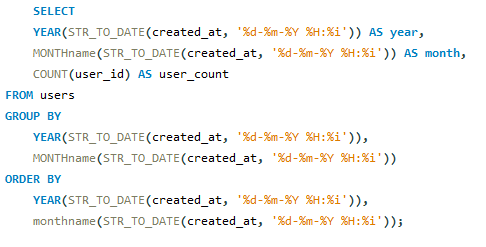 SELECT
YEAR(STR_TO_DATE(created_at, '%d-%m-%Y %H:%i')) AS year,
MONTHname(STR_TO_DATE(created_at, '%d-%m-%Y %H:%i')) AS month,
COUNT(user_id) AS user_count
FROM users
GROUP BY
YEAR(STR_TO_DATE(created_at, '%d-%m-%Y %H:%i')),
MONTHname(STR_TO_DATE(created_at, '%d-%m-%Y %H:%i'))
ORDER BY
YEAR(STR_TO_DATE(created_at, '%d-%m-%Y %H:%i')),
monthname(STR_TO_DATE(created_at, '%d-%m-%Y %H:%i'));